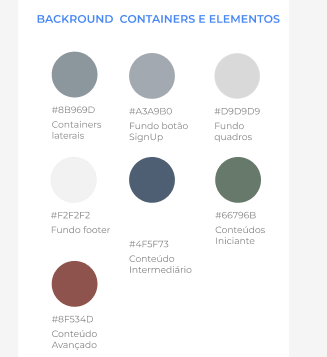 BACKROUND CONTAINERS E ELEMENTOS
#8B969D
Containers
laterais
#A3A9B0
Fundo botão
SignUp
#D9D9D9
Fundo
quadros
#F2F2F2
Fundo footer
#4F5F73
Conteúdo
Intermediário
#66796B
Conteúdos
Iniciante
#8F534D
Conteúdo
Avançado